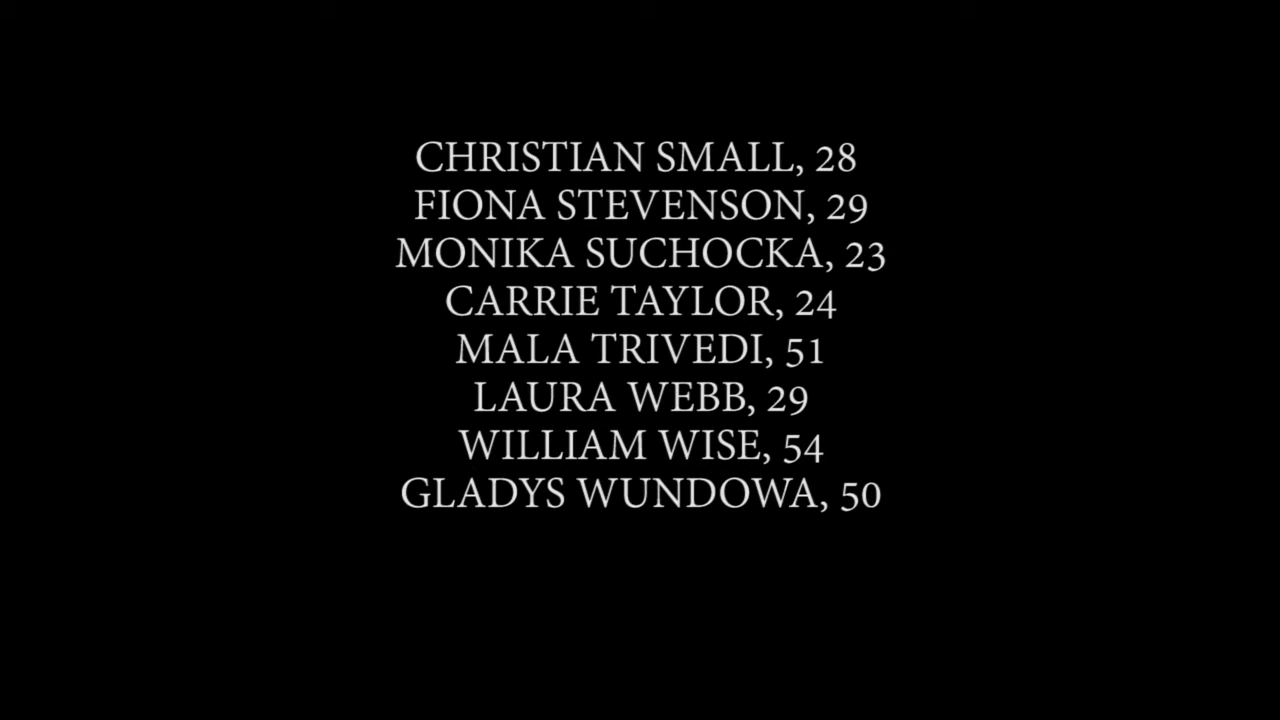 CHRISTIAN SMALL, 28
FIONA STEVENSON, 29
MONIKA SUCHOCKA, 23
CARRIE TAYLOR, 24
MALA TRIVEDI, 51
LAURA WEBB, 29
WILLIAM WISE, 54
GLADYS WUNDOWA, 50